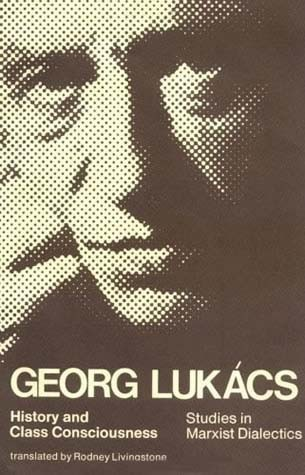 GEORG LUKÁCS
History and
Class Consciousness
Studies in
Marxist Dialectics
translated by Rodney Livingstone